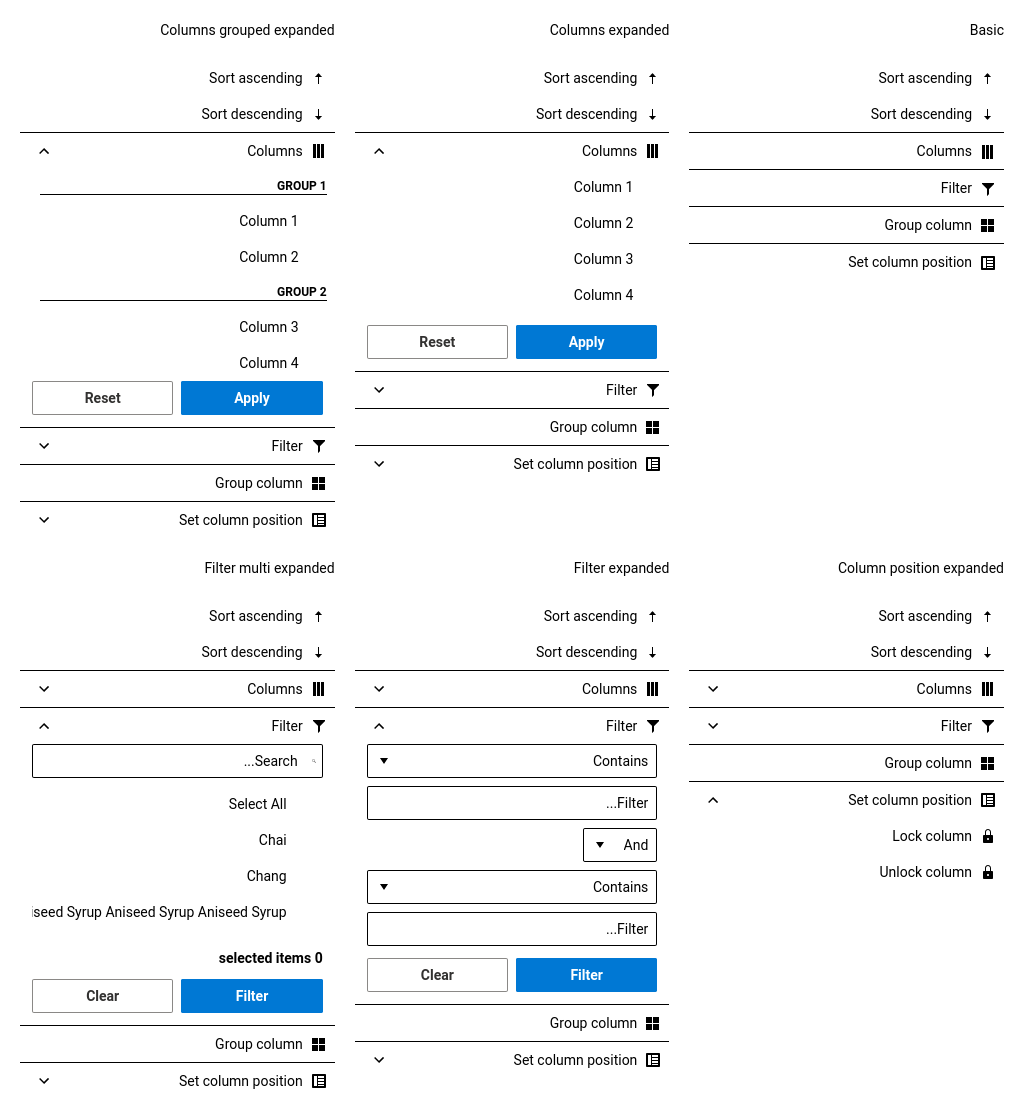 Basic
Sort ascending
Sort descending
Columns
Filter
Group column
Set column position
Columns expanded
Sort ascending
Sort descending
Columns
Column 1
Column 2
Column 3
Column 4
Apply
Reset
Filter
Group column
Set column position
Columns grouped expanded
Sort ascending
Sort descending
Columns
GROUP 1
Column 1
Column 2
GROUP 2
Column 3
Column 4
Apply
Reset
Filter
Group column
Set column position
Column position expanded
Sort ascending
Sort descending
Columns
Filter
Group column
Set column position
Lock column
Unlock column
Filter expanded
Sort ascending
Sort descending
Columns
Filter
Contains
...Filter
And
Contains
...Filter
Filter
Clear
Group column
Set column position
Filter multi expanded
Sort ascending
Sort descending
Columns
Filter
...Search
Select All
Chai
Chang
Syrup Aniseed Syrup Aniseed Syrup
selected items 0
Filter
Clear
Group column
Set column position